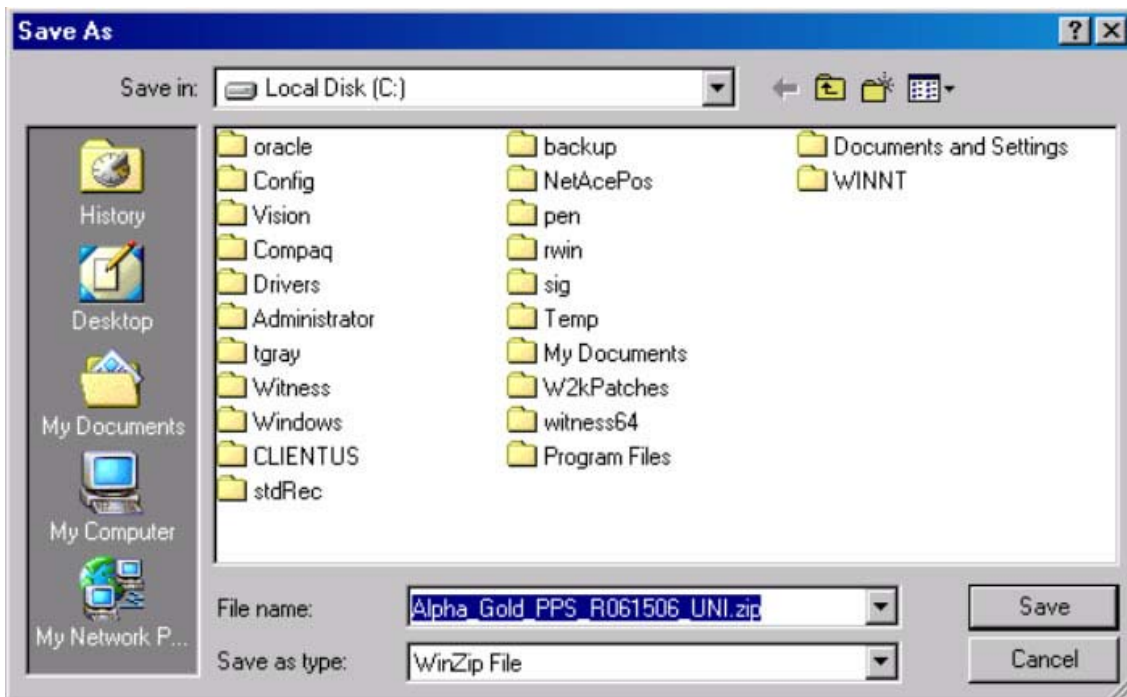 Save As
Save in:
Local Disk (C:)
History
Desktop
My Documents
My Computer
My Network P...
oracle
Config
Vision
Compaq
Drivers
Administrator
tgray
Witness
Windows
CLIENTUS
stdRec
backup
NetAcePos
pen
rwin
sig
Temp
My Documents
W2kPatches
witness64
Program Files
Documents and Settings
WINNT
File name:
Alpha_Gold_PPS_R061506_UNI.zip
Save
Save as type:
WinZip File
Cancel